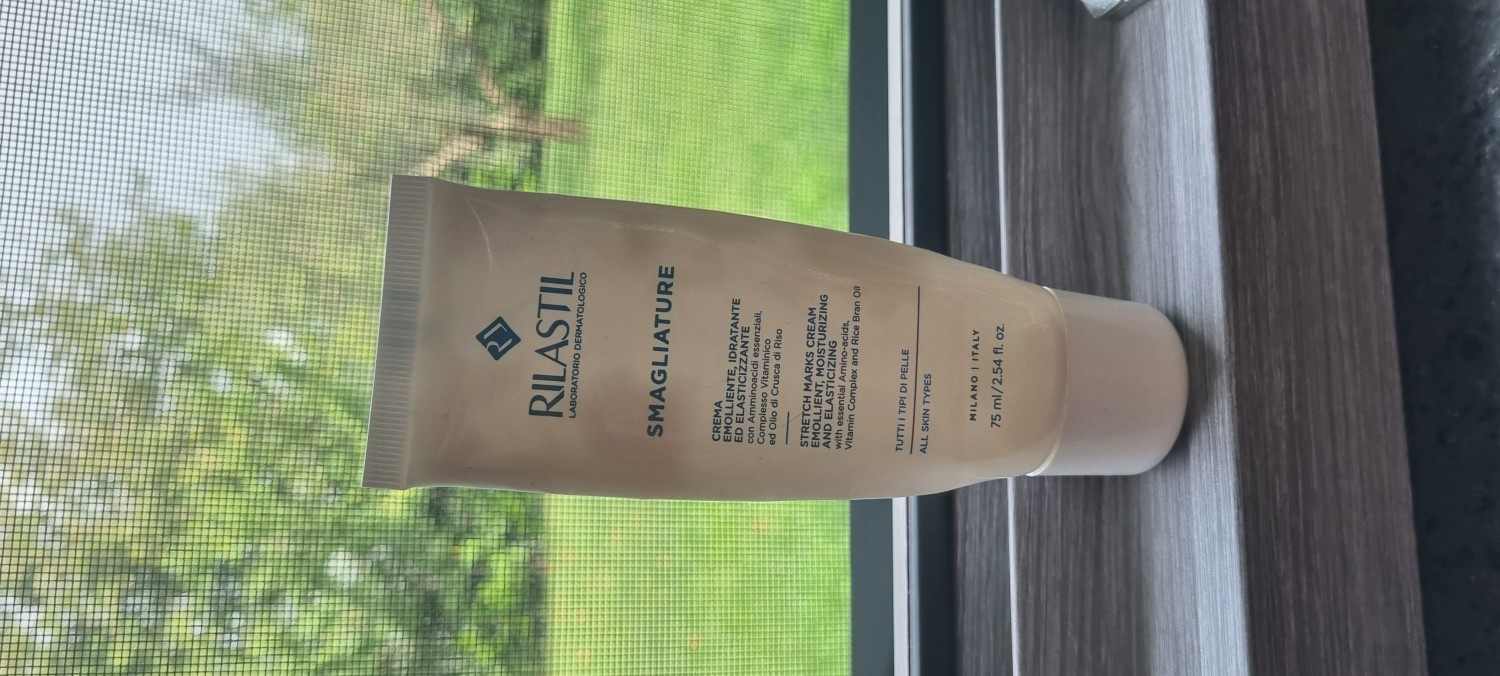 RILASTIL
LABORATORIO DERMATOLOGICO
SMAGLIATURE
CREMA
EMOLLIENTE, IDRATANTE
ED ELASTICIZZANTE
con Amminoacidi essenziali,
Complesso Vitaminico
ed Olio di Crusca di Riso
STRETCH MARKS CREAM
EMOLLIENT, MOISTURIZING
AND ELASTICIZING
with essential Amino-acids,
Vitamin Complex and Rice Bran Oil
TUTTI I TIPI DI PELLE
ALL SKIN TYPES
MILANO | ITALY
75 ml/2.54 fl. oz.